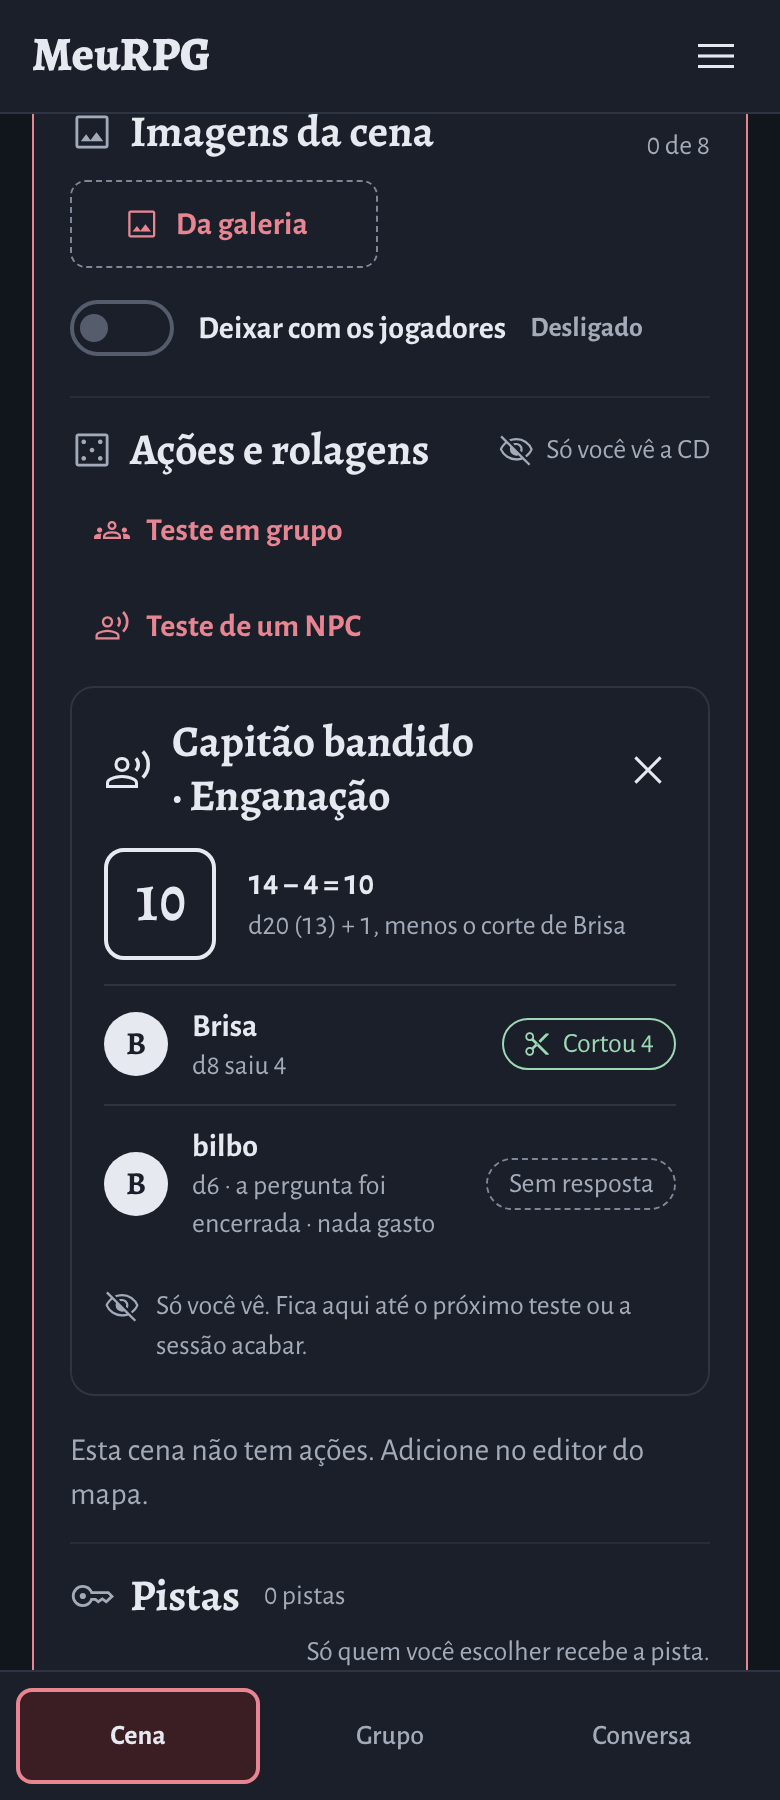 MeuRPG
Imagens da cena
0 de 8
Da galeria
Deixar com os jogadores Desligado
Ações e rolagens
Só você vê a CD
Teste em grupo
Teste de um NPC
Capitão bandido
· Enganação
10
14 – 4 = 10
d20 (13) + 1, menos o corte de Brisa
B
Brisa
d8 saiu 4
Cortou 4
B
bilbo
d6 · a pergunta foi
encerrada · nada gasto
Sem resposta
Só você vê. Fica aqui até o próximo teste ou a
sessão acabar.
Esta cena não tem ações. Adicione no editor do
mapa.
Pistas 0 pistas
Só quem você escolher recebe a pista.
Cena Grupo Conversa